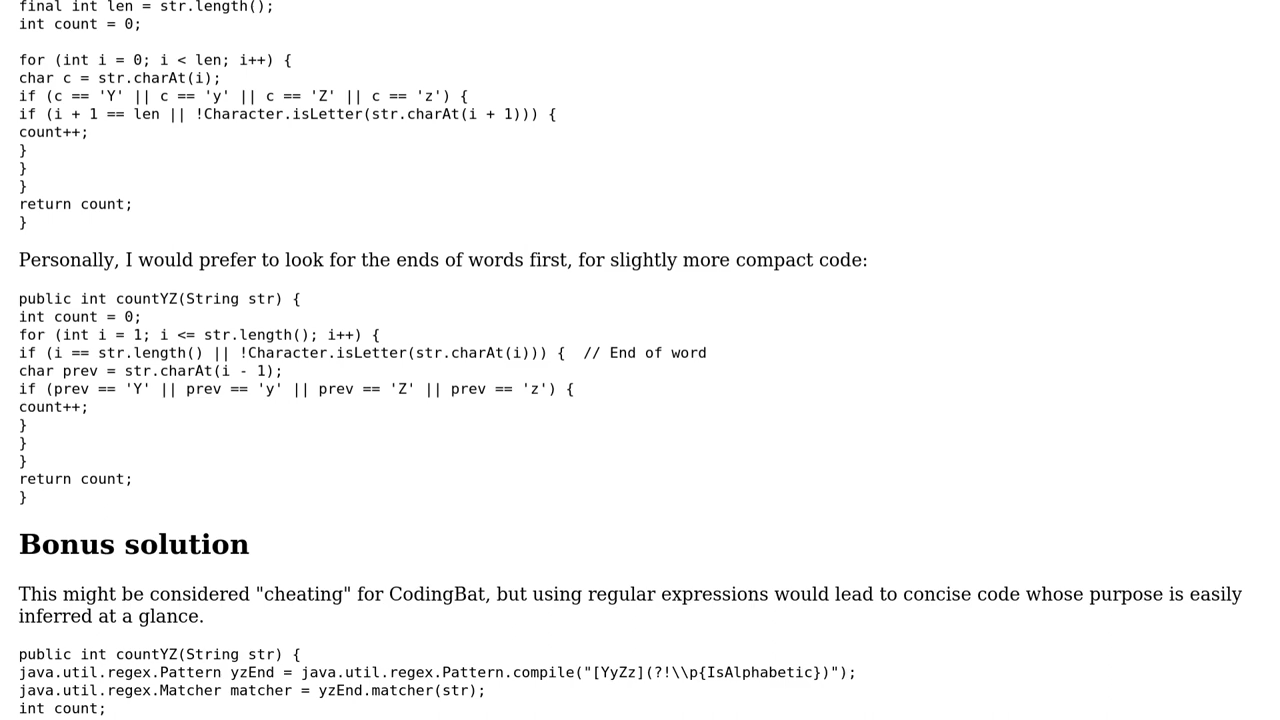 final int len = str.length();
int count = 0;
for (int i = 0; i < len; i++) {
char c = str.charAt(i);
if (c == 'Y' || c == 'y' || c == 'Z' || c == 'z') {
if (i + 1 == len || !Character.isLetter(str.charAt(i + 1))) {
count++;
}
}
}
return count;
}
Personally, I would prefer to look for the ends of words first, for slightly more compact code:
public int countYZ(String str) {
int count = 0;
for (int i = 1; i <= str.length(); i++) {
if (i == str.length() || !Character.isLetter(str.charAt(i))) {  // End of word
char prev = str.charAt(i - 1);
if (prev == 'Y' || prev == 'y' || prev == 'Z' || prev == 'z') {
count++;
}
}
}
return count;
}
Bonus solution
This might be considered "cheating" for CodingBat, but using regular expressions would lead to concise code whose purpose is easily
inferred at a glance.
public int countYZ(String str) {
java.util.regex.Pattern yzEnd = java.util.regex.Pattern.compile("[YyZz](?!\\p{IsAlphabetic})");
java.util.regex.Matcher matcher = yzEnd.matcher(str);
int count;